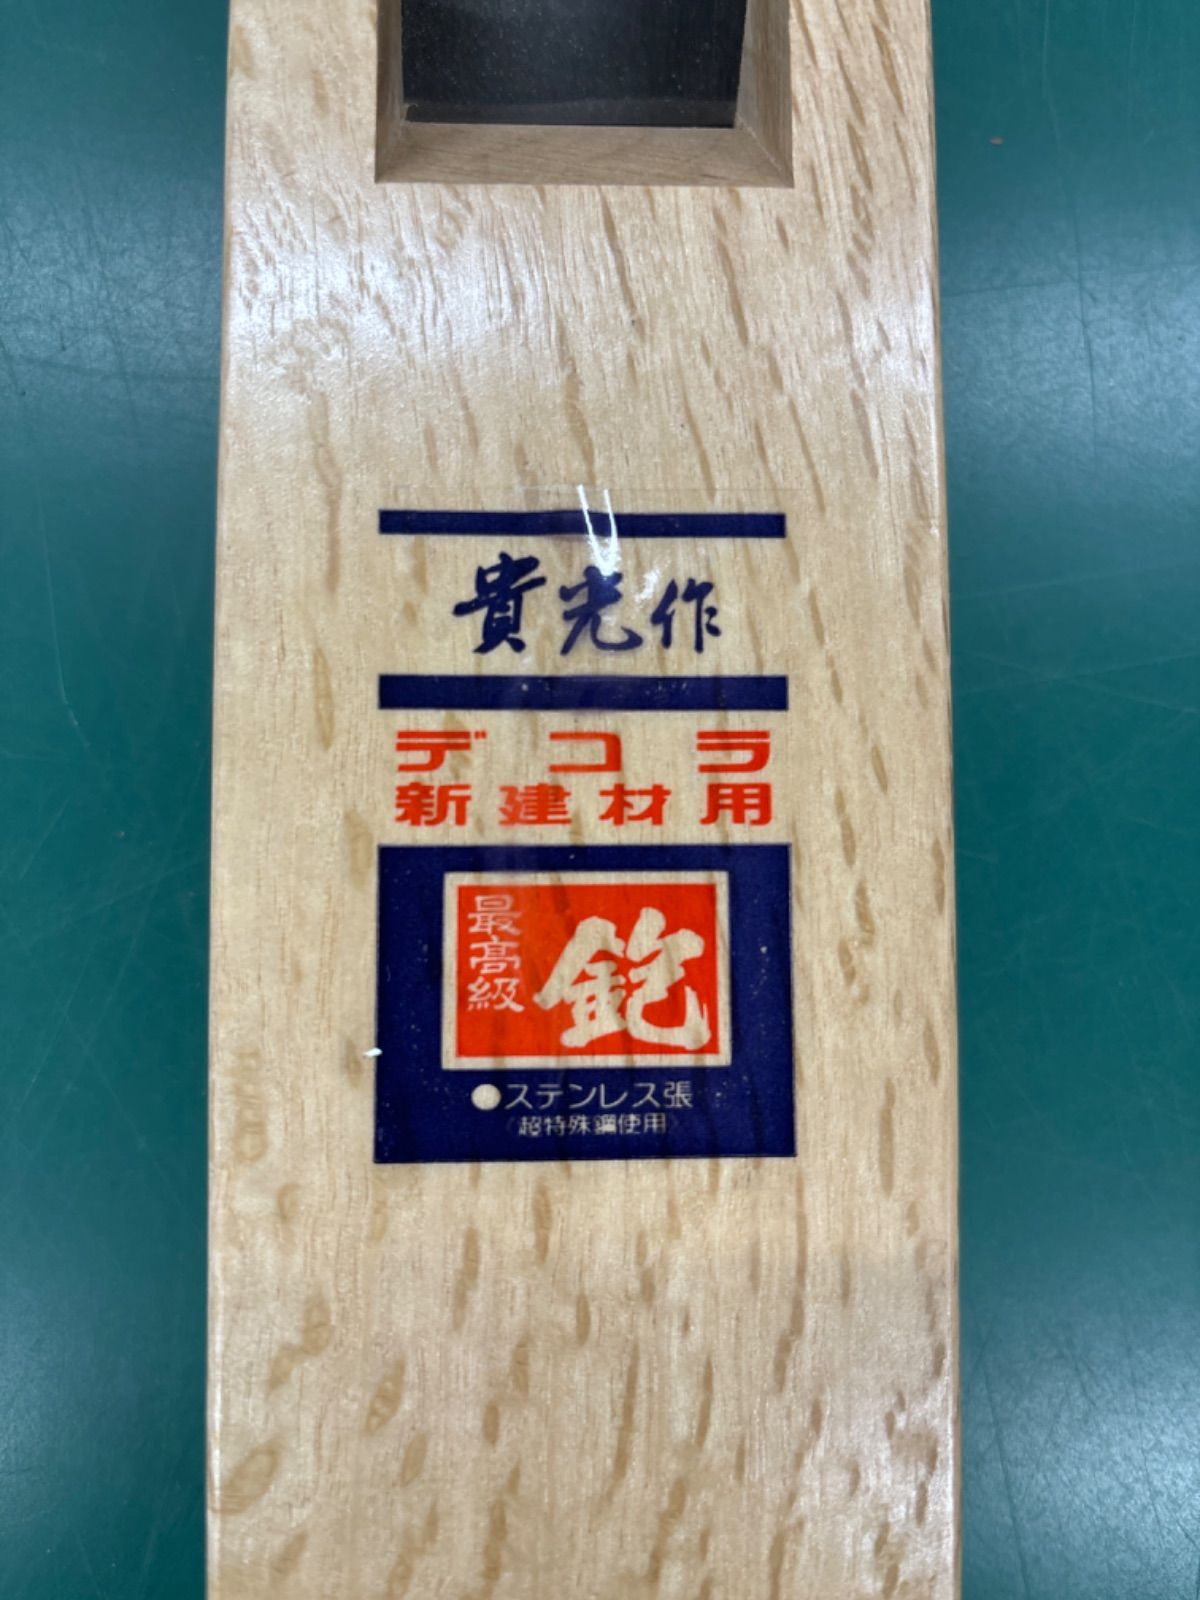 貴光作
デコラ
新建材用
最高級
鉋
●ステンレス張
〈超特殊鋼使用〉